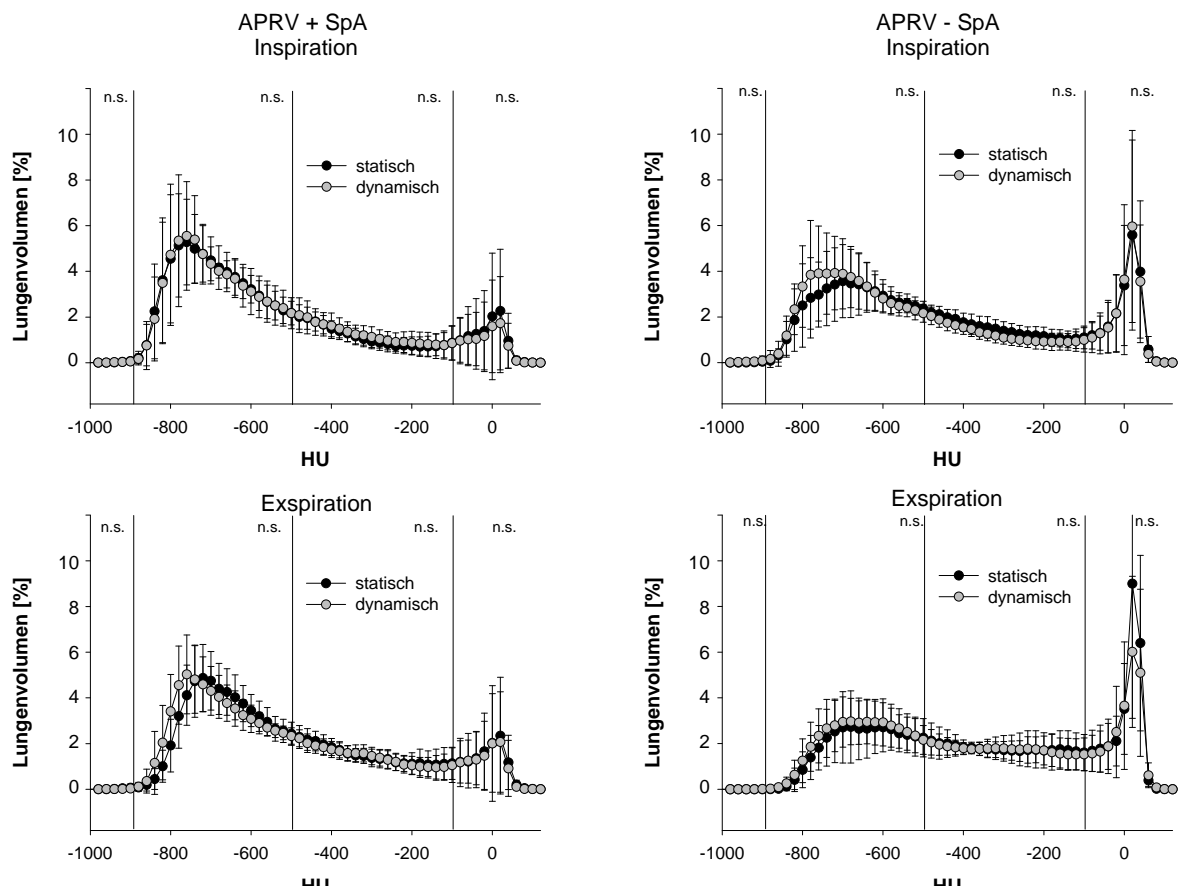 APRV + SpA
Inspiration
n.s. n.s. n.s. n.s.
Lungenvolumen [%]
10
8
6
4
2
0
statisch
dynamisch
-1000 -800 -600 -400 -200 0
HU
APRV - SpA
Inspiration
n.s. n.s. n.s. n.s.
Lungenvolumen [%]
10
8
6
4
2
0
statisch
dynamisch
-1000 -800 -600 -400 -200 0
HU
Exspiration
n.s. n.s. n.s. n.s.
Lungenvolumen [%]
10
8
6
4
2
0
statisch
dynamisch
-1000 -800 -600 -400 -200 0
HU
Exspiration
n.s. n.s. n.s. n.s.
Lungenvolumen [%]
10
8
6
4
2
0
statisch
dynamisch
-1000 -800 -600 -400 -200 0
HU